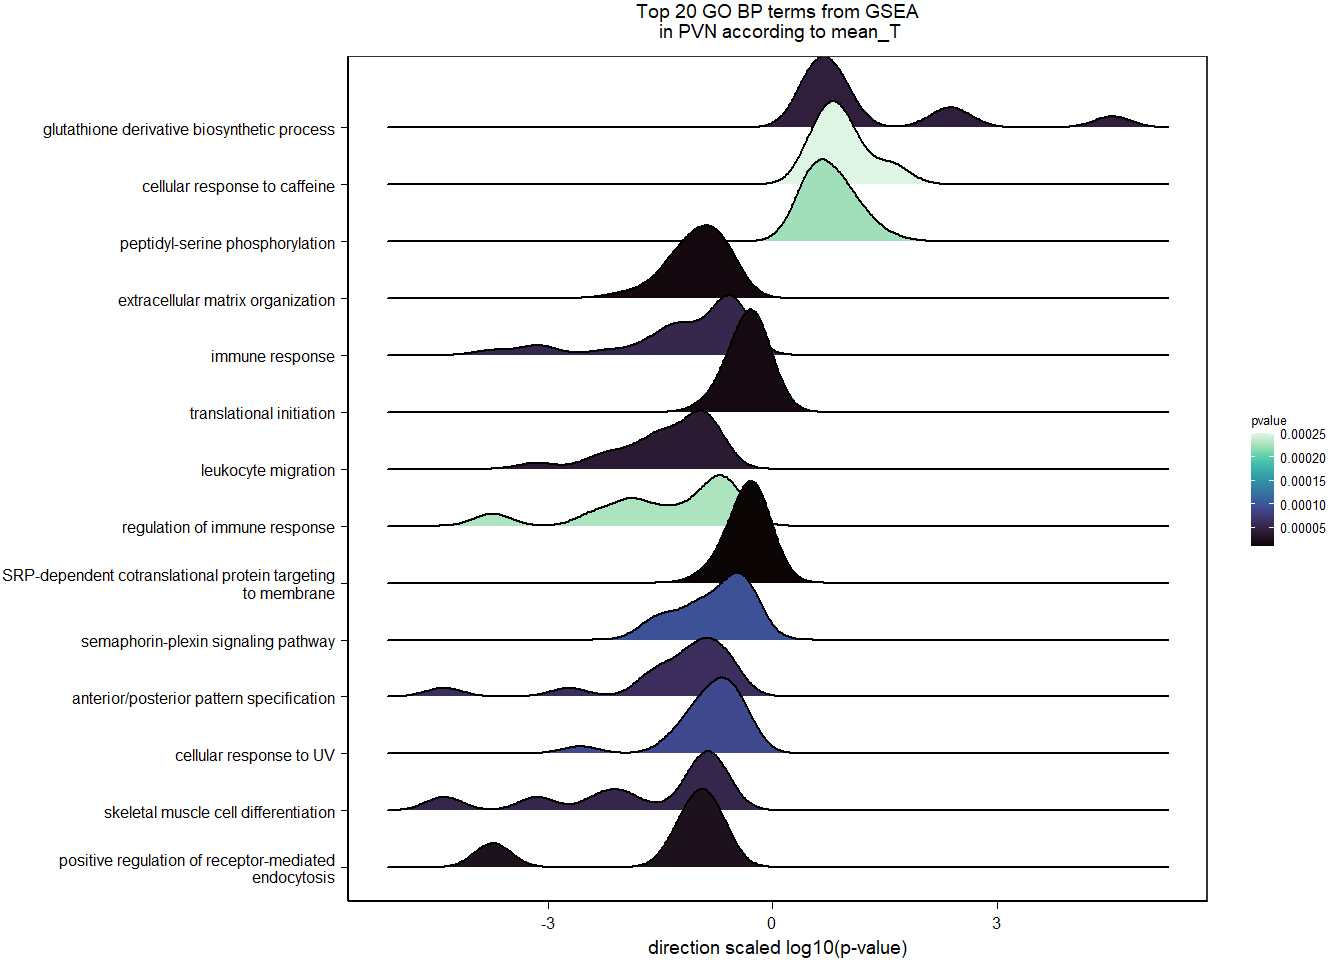 Top 20 GO BP terms from GSEA
in PVN according to mean_T
glutathione derivative biosynthetic process
cellular response to caffeine
peptidyl-serine phosphorylation
extracellular matrix organization
immune response
translational initiation
leukocyte migration
regulation of immune response
SRP-dependent cotranslational protein targeting
to membrane
semaphorin-plexin signaling pathway
anterior/posterior pattern specification
cellular response to UV
skeletal muscle cell differentiation
positive regulation of receptor-mediated
endocytosis
-3
0
3
direction scaled log10(p-value)
pvalue
0.00025
0.00020
0.00015
0.00010
0.00005